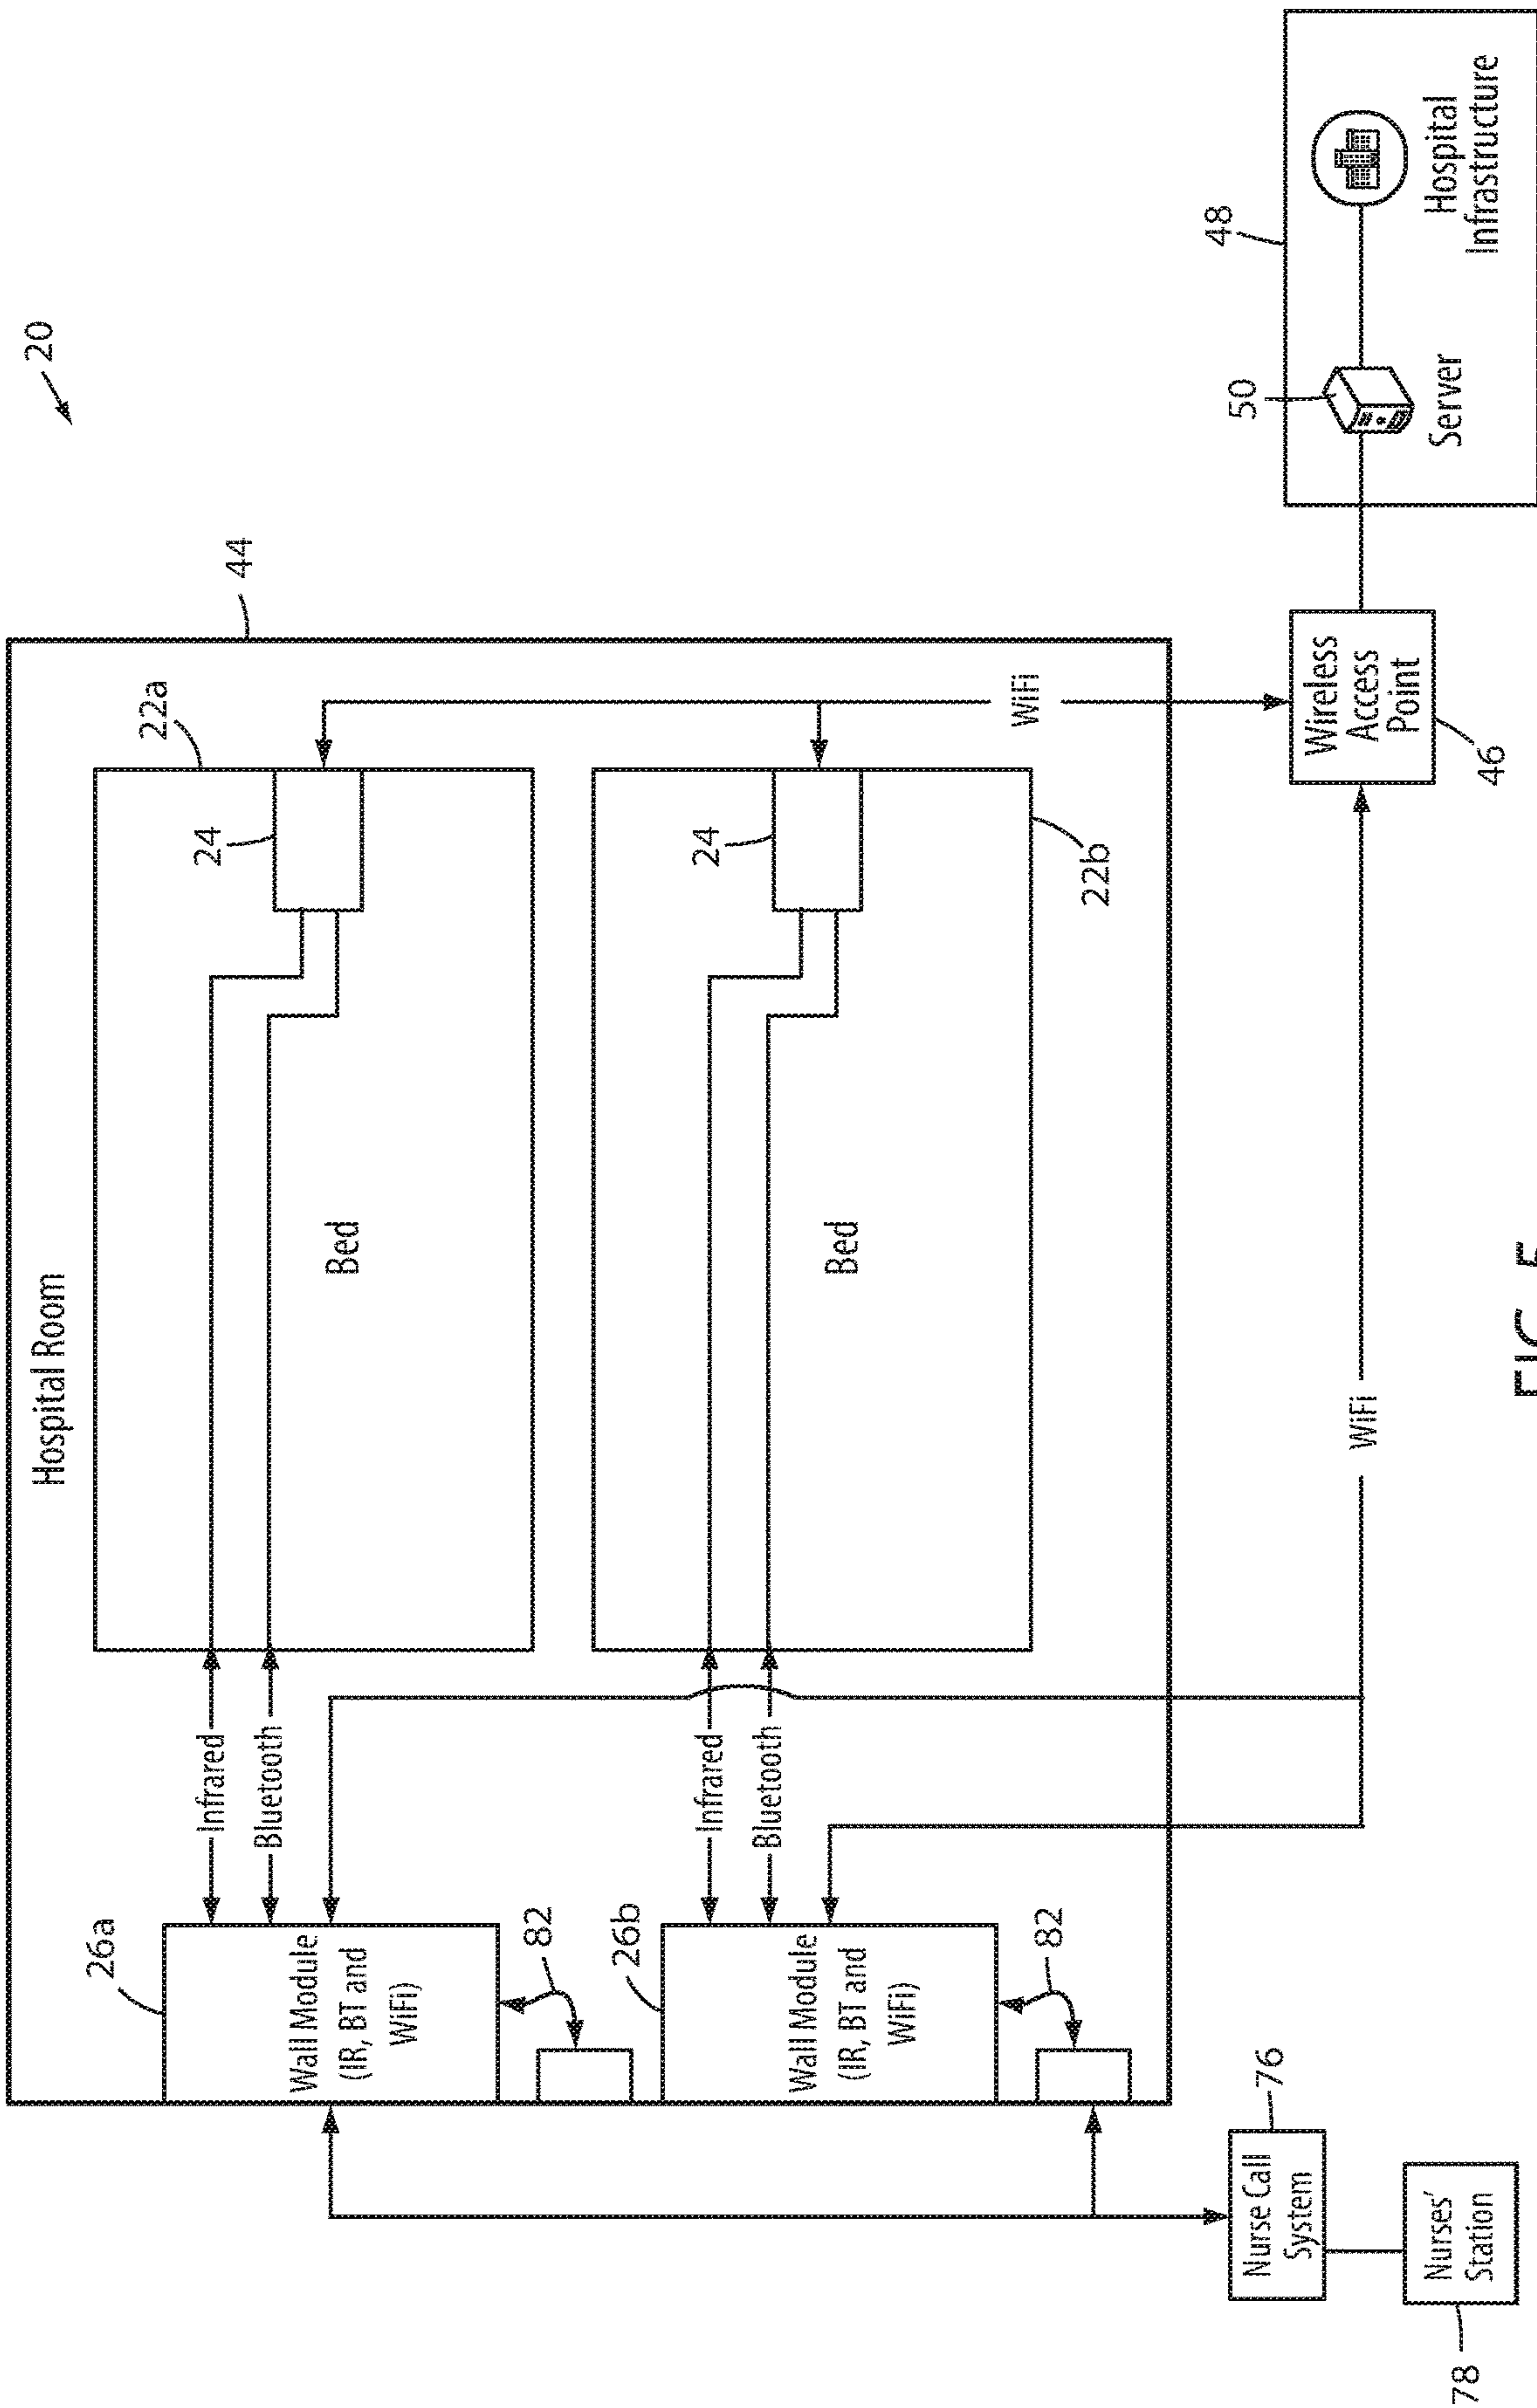 20
Hospital Room
44
26a
Wall Module
(IR, BT and
WiFi)
Infrared
Bluetooth
22a
24
Bed
82
26b
Wall Module
(IR, BT and
WiFi)
Infrared
Bluetooth
24
Bed
22b
82
WiFi
WiFi
Wireless
Access
Point
46
48
50
Server
Hospital
Infrastructure
76
Nurse Call
System
Nurses'
Station
78
FIG.